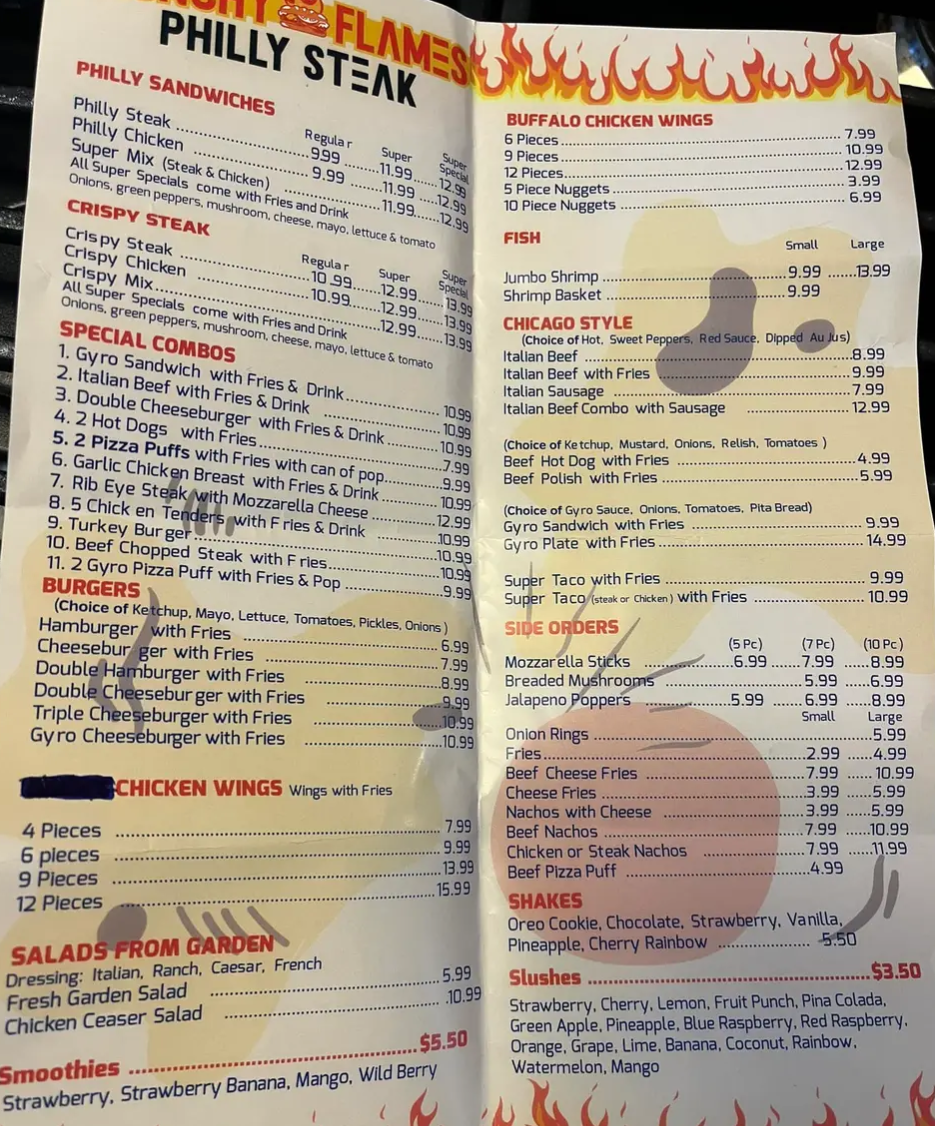 FLAMES
PHILLY STEAK
PHILLY SANDWICHES
Regular Super Super Special
Philly Steak 9.99 11.99 12.99
Philly Chicken 9.99 11.99 12.99
Super Mix (Steak & Chicken) 11.99 12.99
All Super Specials come with Fries and Drink
Onions, green peppers, mushroom, cheese, mayo, lettuce & tomato
CRISPY STEAK
Regular Super Super Special
Crispy Steak 10.99 12.99 13.99
Crispy Chicken 10.99 12.99 13.99
Crispy Mix 12.99 13.99
All Super Specials come with Fries and Drink
Onions, green peppers, mushroom, cheese, mayo, lettuce & tomato
SPECIAL COMBOS
1. Gyro Sandwich with Fries & Drink 10.99
2. Italian Beef with Fries & Drink 10.99
3. Double Cheeseburger with Fries & Drink 10.99
4. 2 Hot Dogs with Fries 7.99
5. 2 Pizza Puffs with Fries with can of pop 9.99
6. Garlic Chicken Breast with Fries & Drink 10.99
7. Rib Eye Steak with Mozzarella Cheese 12.99
8. 5 Chicken Tenders with Fries & Drink 10.99
9. Turkey Burger 10.99
10. Beef Chopped Steak with Fries 10.99
11. 2 Gyro Pizza Puff with Fries & Pop 9.99
BURGERS
(Choice of Ketchup, Mayo, Lettuce, Tomatoes, Pickles, Onions)
Hamburger with Fries 6.99
Cheeseburger with Fries 7.99
Double Hamburger with Fries 8.99
Double Cheeseburger with Fries 9.99
Triple Cheeseburger with Fries 10.99
Gyro Cheeseburger with Fries 10.99
CHICKEN WINGS Wings with Fries
4 Pieces 7.99
6 pieces 9.99
9 Pieces 13.99
12 Pieces 15.99
SALADS FROM GARDEN
Dressing: Italian, Ranch, Caesar, French
Fresh Garden Salad 5.99
Chicken Ceaser Salad 10.99
Smoothies $5.50
Strawberry, Strawberry Banana, Mango, Wild Berry
BUFFALO CHICKEN WINGS
6 Pieces 7.99
9 Pieces 10.99
12 Pieces 12.99
5 Piece Nuggets 3.99
10 Piece Nuggets 6.99
FISH
Small Large
Jumbo Shrimp 9.99 13.99
Shrimp Basket 9.99
CHICAGO STYLE
(Choice of Hot, Sweet Peppers, Red Sauce, Dipped Au Jus)
Italian Beef 8.99
Italian Beef with Fries 9.99
Italian Sausage 7.99
Italian Beef Combo with Sausage 12.99
(Choice of Ketchup, Mustard, Onions, Relish, Tomatoes )
Beef Hot Dog with Fries 4.99
Beef Polish with Fries 5.99
(Choice of Gyro Sauce, Onions, Tomatoes, Pita Bread)
Gyro Sandwich with Fries 9.99
Gyro Plate with Fries 14.99
Super Taco with Fries 9.99
Super Taco (steak or Chicken) with Fries 10.99
SIDE ORDERS
(5 Pc) (7 Pc) (10 Pc)
Mozzarella Sticks 6.99 7.99 8.99
Breaded Mushrooms 5.99 6.99
Jalapeno Poppers 5.99 6.99 8.99
Small Large
Onion Rings 5.99
Fries 2.99 4.99
Beef Cheese Fries 7.99 10.99
Cheese Fries 3.99 5.99
Nachos with Cheese 3.99 5.99
Beef Nachos 7.99 10.99
Chicken or Steak Nachos 7.99 11.99
Beef Pizza Puff 4.99
SHAKES
Oreo Cookie, Chocolate, Strawberry, Vanilla,
Pineapple, Cherry Rainbow 5.50
Slushes $3.50
Strawberry, Cherry, Lemon, Fruit Punch, Pina Colada,
Green Apple, Pineapple, Blue Raspberry, Red Raspberry,
Orange, Grape, Lime, Banana, Coconut, Rainbow,
Watermelon, Mango